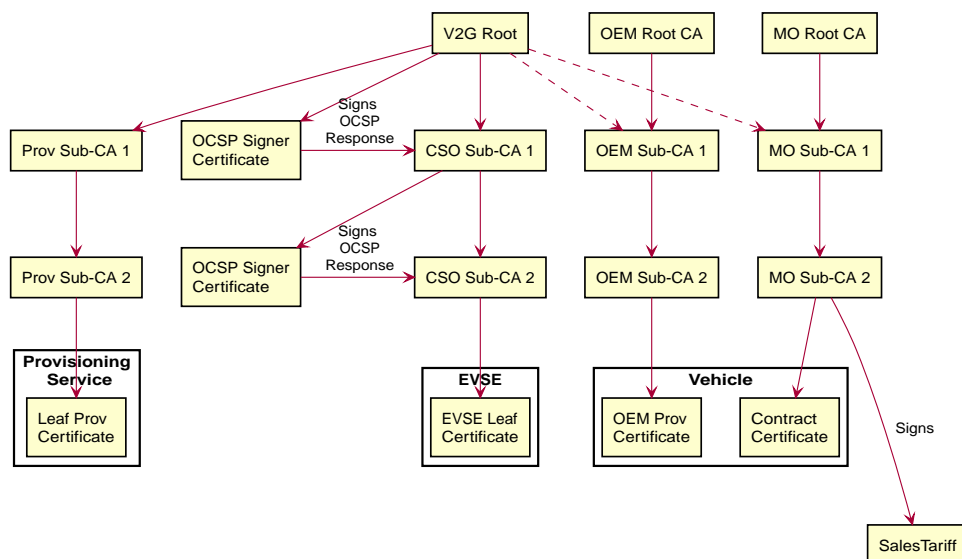 V2G Root
OEM Root CA
MO Root CA
Signs
OCSP
Response
Prov Sub-CA 1
OCSP Signer
Certificate
CSO Sub-CA 1
OEM Sub-CA 1
MO Sub-CA 1
Signs
OCSP
Response
Prov Sub-CA 2
OCSP Signer
Certificate
CSO Sub-CA 2
OEM Sub-CA 2
MO Sub-CA 2
Provisioning
Service
Leaf Prov
Certificate
EVSE
EVSE Leaf
Certificate
Vehicle
OEM Prov
Certificate
Contract
Certificate
Signs
SalesTariff